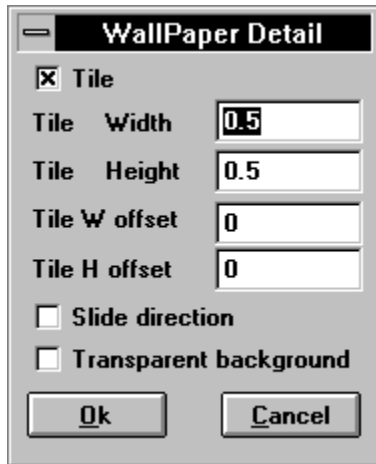 WallPaper Detail
Tile
Tile Width 0.5
Tile Height 0.5
Tile W offset 0
Tile H offset 0
Slide direction
Transparent background
Ok Cancel